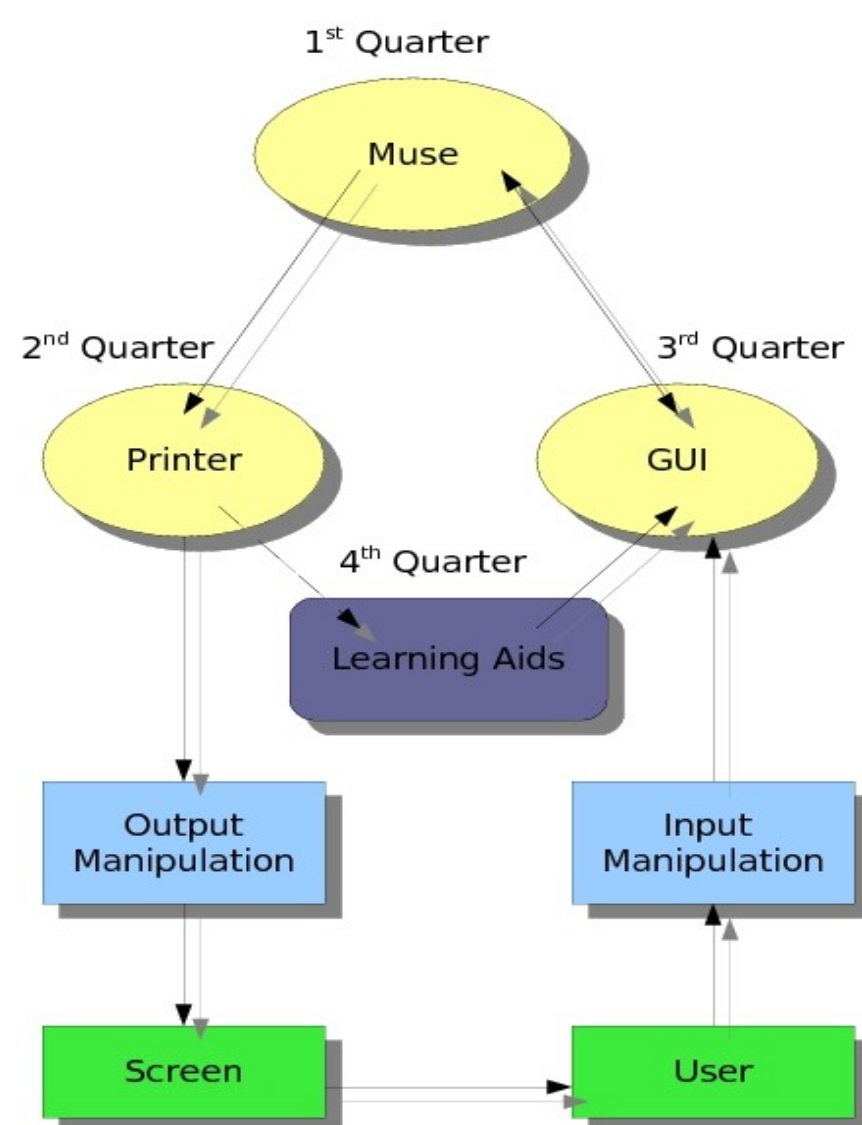 1st Quarter
Muse
2nd Quarter
3rd Quarter
Printer
GUI
4th Quarter
Learning Aids
Output
Manipulation
Input
Manipulation
Screen
User